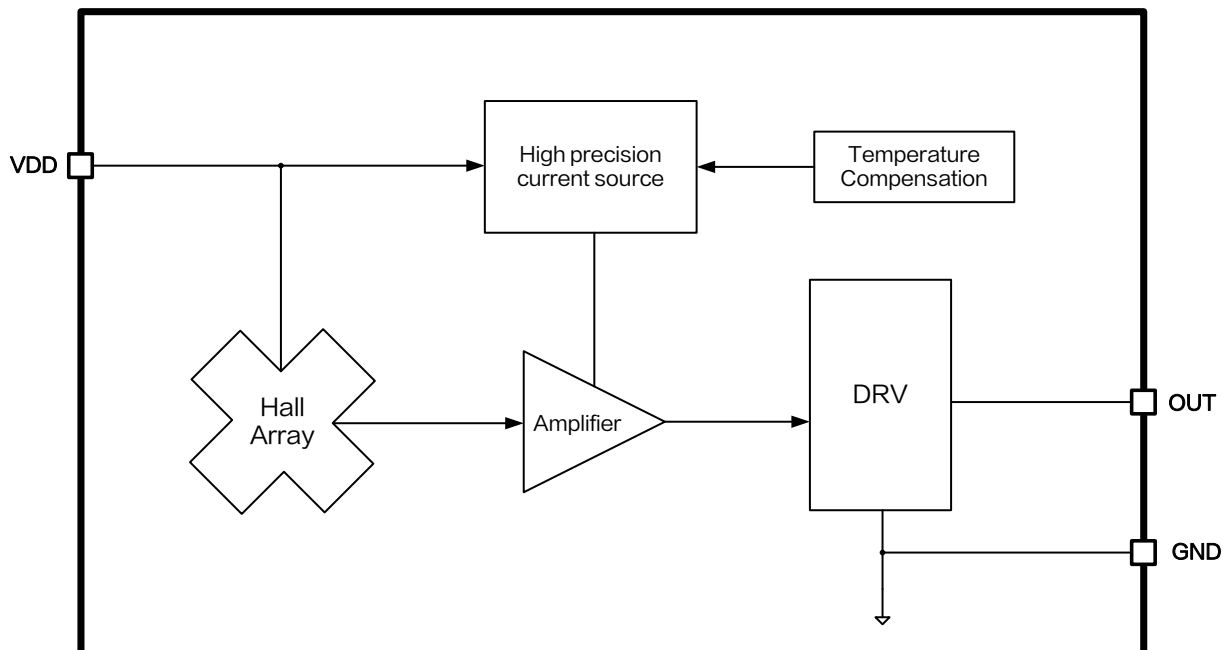 VDD
High precision
current source
Temperature
Compensation
Hall
Array
Amplifier
DRV
OUT
GND